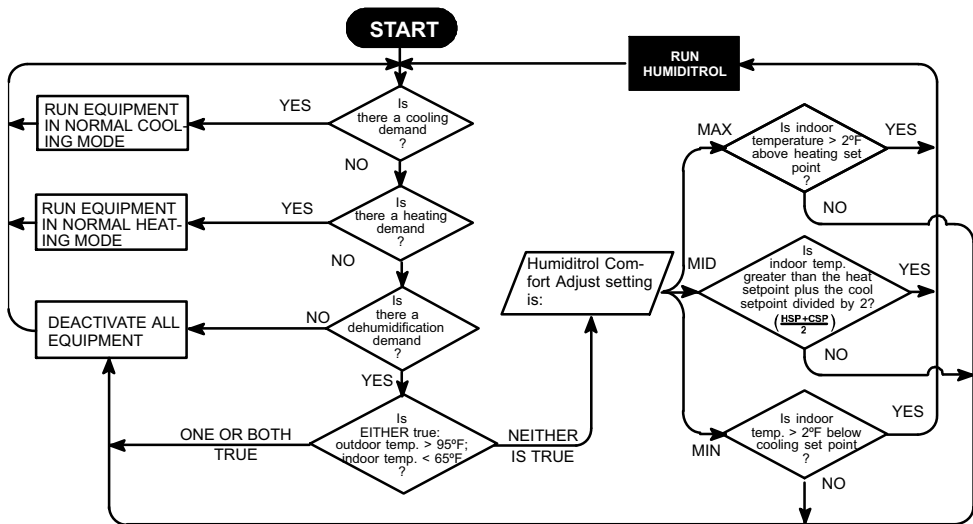 START
RUN
HUMIDITROL
Is
there a cooling
demand
?
YES
NO
RUN EQUIPMENT
IN NORMAL COOL-
ING MODE
Is
there a heating
demand
?
YES
NO
RUN EQUIPMENT
IN NORMAL HEAT-
ING MODE
Is
there a
dehumidification
demand
?
NO
YES
DEACTIVATE ALL
EQUIPMENT
Is
EITHER true:
outdoor temp. > 95ºF;
indoor temp. < 65ºF
?
ONE OR BOTH
TRUE
NEITHER
IS TRUE
Humiditrol Com-
fort Adjust setting
is:
MAX
Is indoor
temperature > 2ºF
above heating set
point
?
YES
NO
MID
Is
indoor temp.
greater than the heat
setpoint plus the cool
setpoint divided by 2?
(HSP+CSP
2)
YES
NO
MIN
Is indoor
temp. > 2ºF below
cooling set point
?
YES
NO